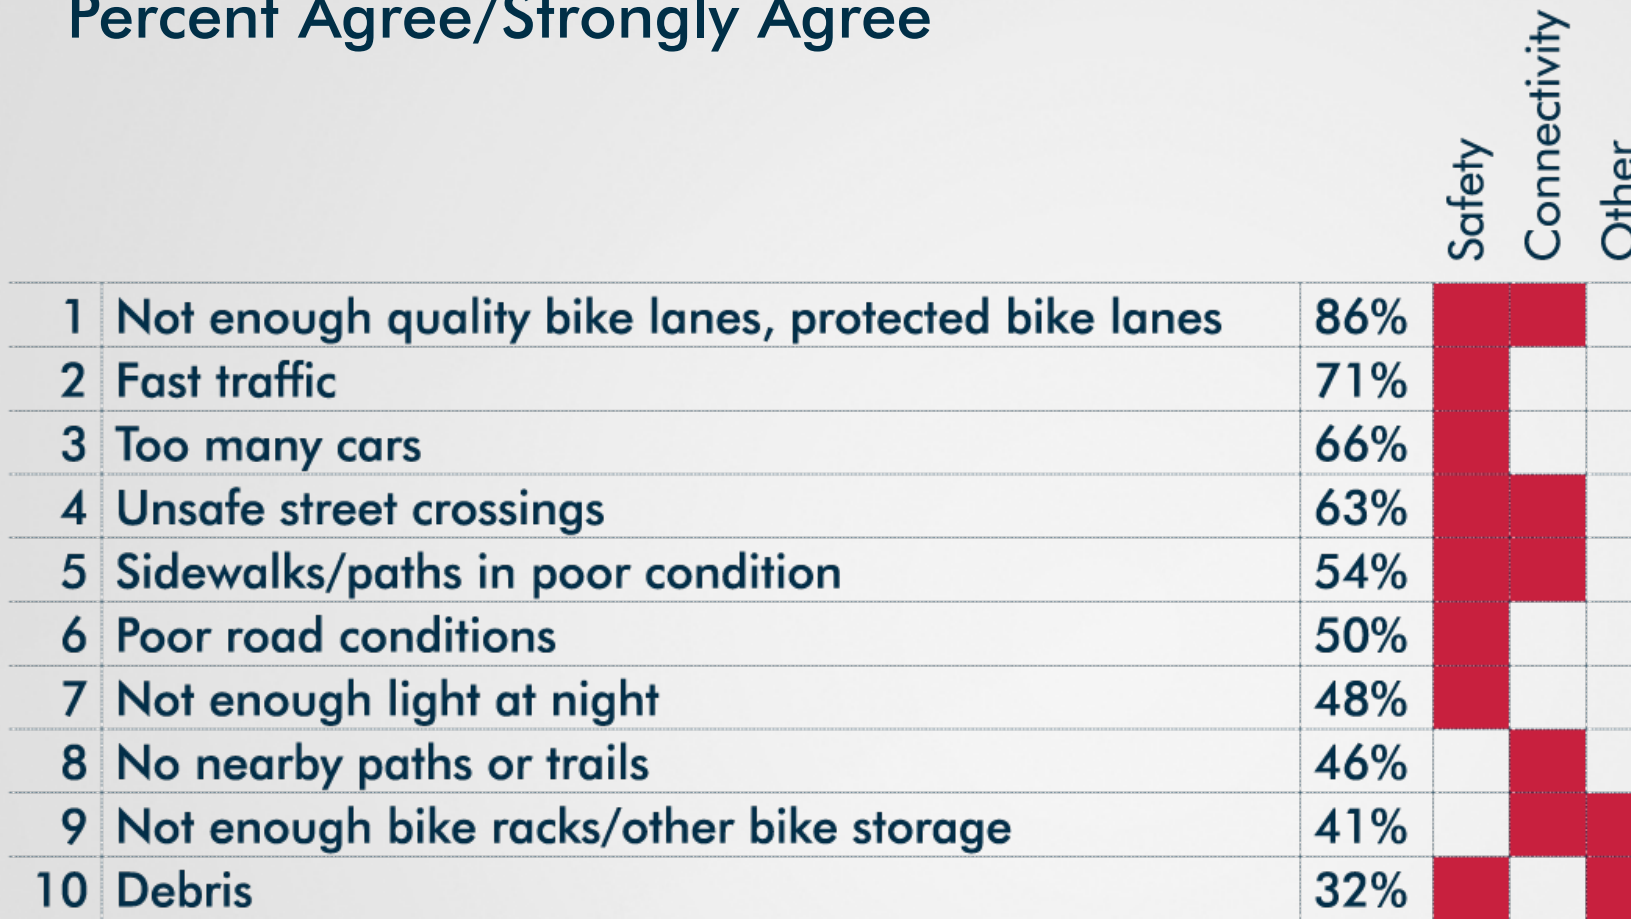 Percent Agree/Strongly Agree
Safety
Connectivity
Other
1 Not enough quality bike lanes, protected bike lanes 86%
2 Fast traffic 71%
3 Too many cars 66%
4 Unsafe street crossings 63%
5 Sidewalks/paths in poor condition 54%
6 Poor road conditions 50%
7 Not enough light at night 48%
8 No nearby paths or trails 46%
9 Not enough bike racks/other bike storage 41%
10 Debris 32%